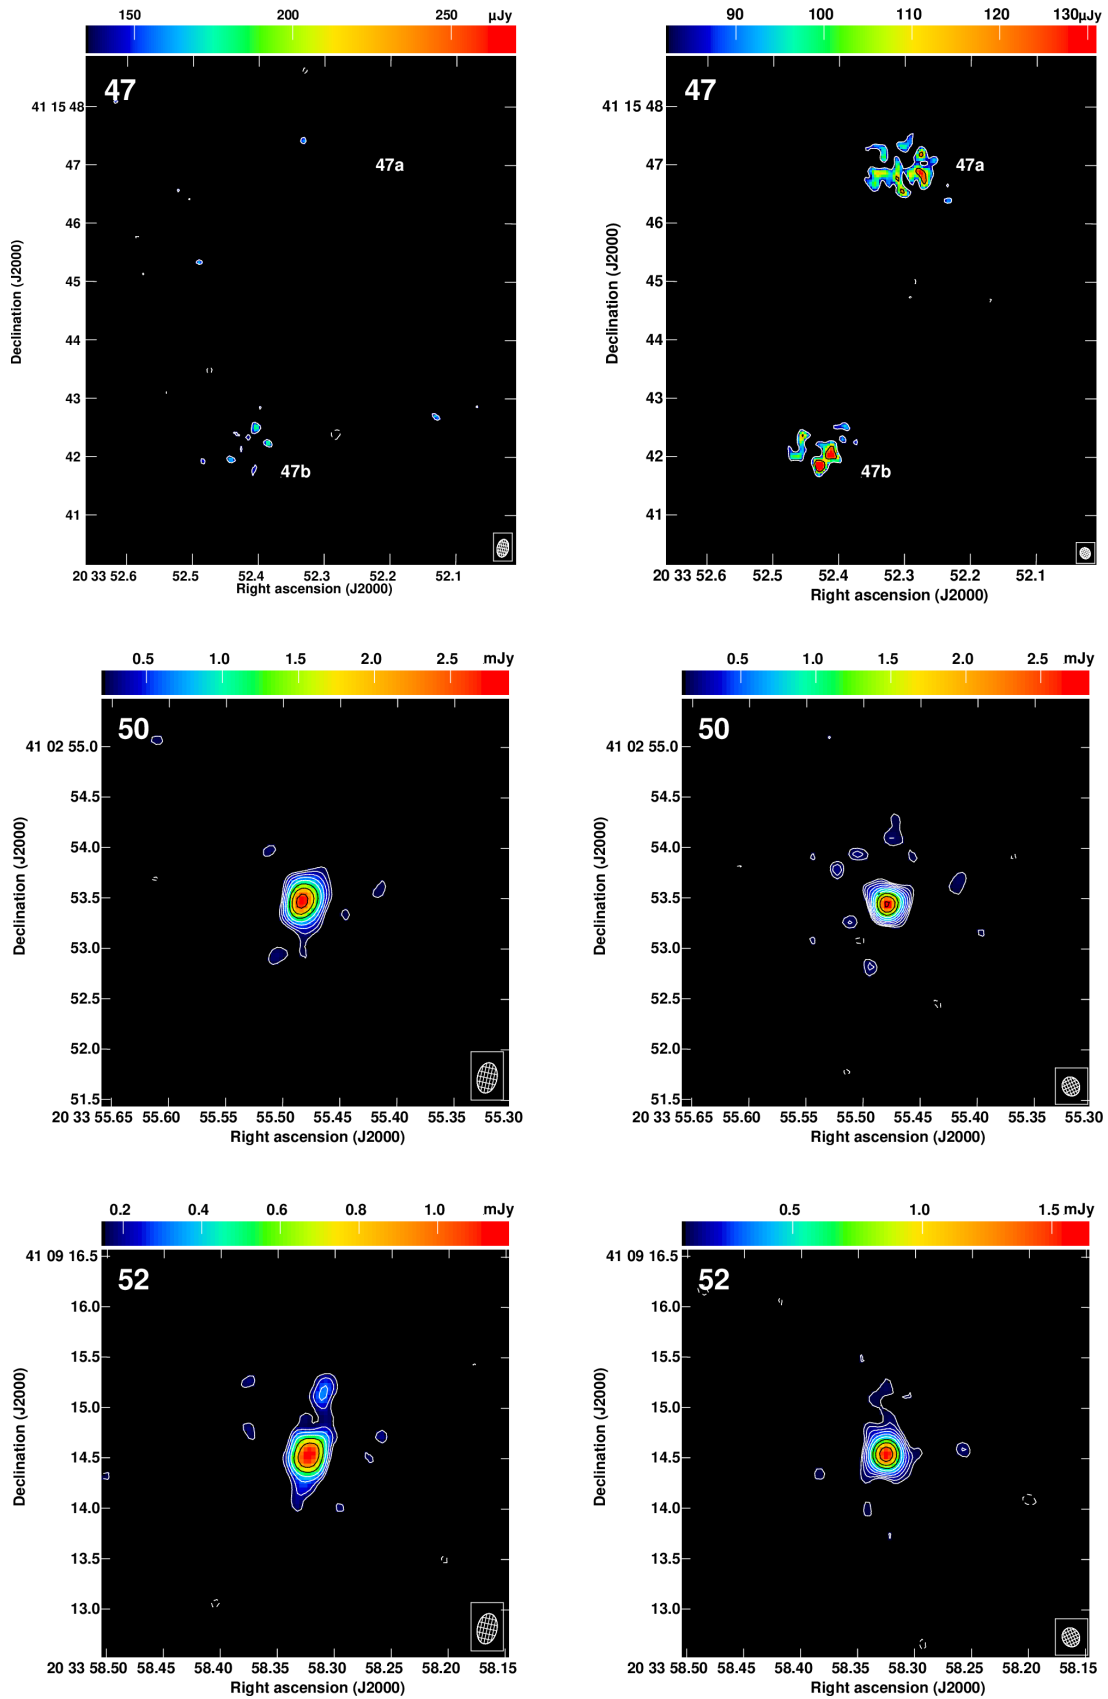 150 200 250 μJy
47
41 15 48
47
46
45
44
43
42
41
Declination (J2000)
47a
47b
20 33 52.6 52.5 52.4 52.3 52.2 52.1
Right ascension (J2000)
90 100 110 120 130 μJy
47
41 15 48
47
46
45
44
43
42
41
Declination (J2000)
47a
47b
20 33 52.6 52.5 52.4 52.3 52.2 52.1
Right ascension (J2000)
0.5 1.0 1.5 2.0 2.5 mJy
50
41 02 55.0
54.5
54.0
53.5
53.0
52.5
52.0
51.5
Declination (J2000)
20 33 55.65 55.60 55.55 55.50 55.45 55.40 55.35 55.30
Right ascension (J2000)
0.5 1.0 1.5 2.0 2.5 mJy
50
41 02 55.0
54.5
54.0
53.5
53.0
52.5
52.0
51.5
Declination (J2000)
20 33 55.65 55.60 55.55 55.50 55.45 55.40 55.35 55.30
Right ascension (J2000)
0.2 0.4 0.6 0.8 1.0 mJy
52
41 09 16.5
16.0
15.5
15.0
14.5
14.0
13.5
13.0
Declination (J2000)
20 33 58.50 58.45 58.40 58.35 58.30 58.25 58.20 58.15
Right ascension (J2000)
0.5 1.0 1.5 mJy
52
41 09 16.5
16.0
15.5
15.0
14.5
14.0
13.5
13.0
Declination (J2000)
20 33 58.50 58.45 58.40 58.35 58.30 58.25 58.20 58.15
Right ascension (J2000)